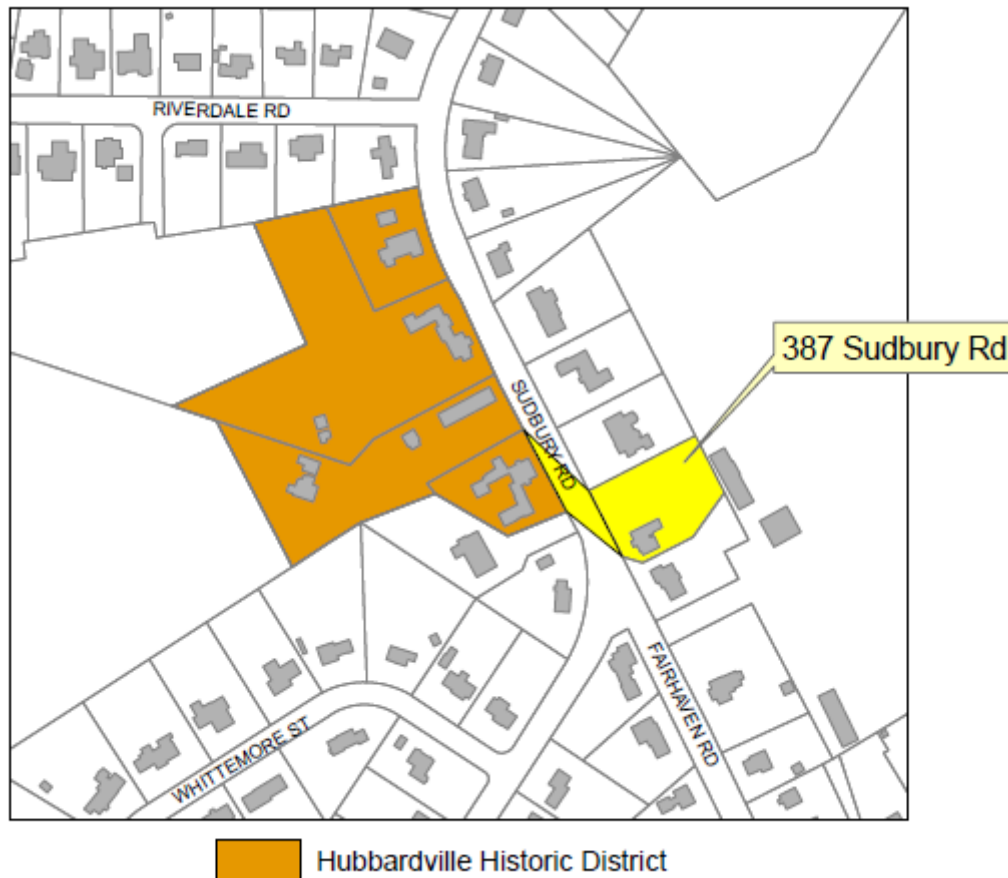 RIVERDALE RD
387 Sudbury Rd
SUDBURY RD
FAIRHAVEN RD
WHITTEMORE ST
Hubbardville Historic District